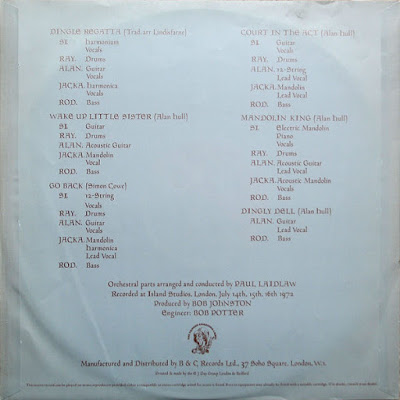 DINGLE REGATTA (Trad. arr. Lindisfarne)
SI. Harmonium
Vocals
RAY. Drums
ALAN. Guitar
Vocals
JACKA. Harmonica
Vocals
ROD. Bass
WAKE UP LITTLE SISTER (Alan Hull)
SI. Guitar
RAY. Drums
ALAN. Acoustic Guitar
JACKA. Mandolin
Vocal
ROD. Bass
GO BACK (Simon Cowe)
SI. 12-String
Vocals
RAY. Drums
ALAN. Guitar
Vocals
JACKA. Mandolin
Harmonica
Lead Vocal
ROD. Bass
COURT IN THE ACT (Alan Hull)
SI. Guitar
Vocals
RAY. Drums
ALAN. 12-String
Lead Vocal
JACKA. Vocals
ROD. Bass
MANDOLIN KING (Alan Hull)
SI. Electric Mandolin
Piano
Vocals
RAY. Drums
ALAN. Acoustic Guitar
Lead Vocal
JACKA. Acoustic Mandolin
Vocals
ROD. Bass
DINGLY DELL (Alan Hull)
ALAN. Guitar
Lead Vocal
ROD. Bass
Orchestral parts arranged and conducted by PAUL LAIDLAW
Recorded at Island Studios, London, July 14th, 15th, 16th 1972
Produced by BOB JOHNSTON
Engineer: BOB POTTER
Manufactured and Distributed by B & C Records Ltd., 37 Soho Square, London, W.1.
Printed & made by the